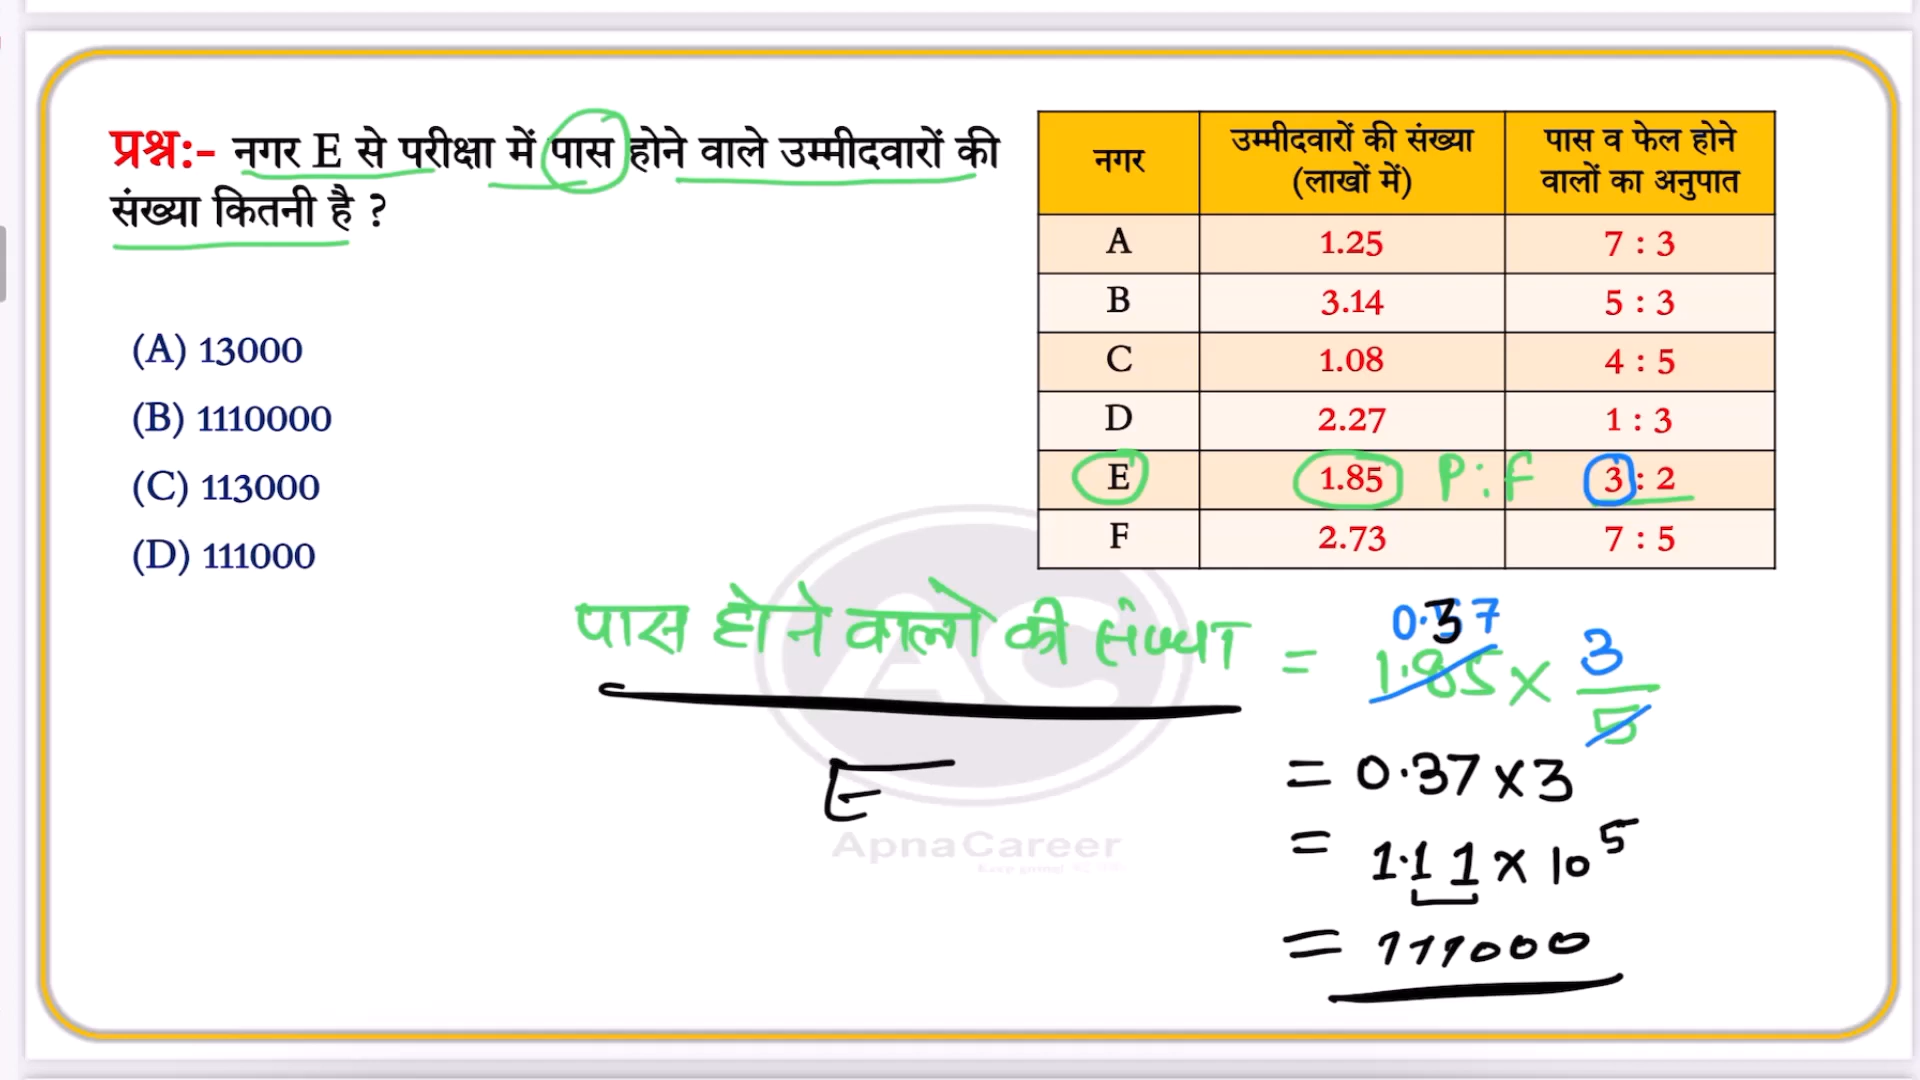 प्रश्न:- नगर E से परीक्षा में पास होने वाले उम्मीदवारों की
संख्या कितनी है ?
(A) 13000
(B) 1110000
(C) 113000
(D) 111000
नगर उम्मीदवारों की संख्या (लाखों में) पास व फेल होने वालों का अनुपात
A 1.25 7 : 3
B 3.14 5 : 3
C 1.08 4 : 5
D 2.27 1 : 3
E 1.85 P : f 3 : 2
F 2.73 7 : 5
पास होने वालो की संख्या = 1.85 × 3/5
0.37
E
= 0.37 × 3
= 1.11 × 10^5
= 111000
AC
ApnaCareer